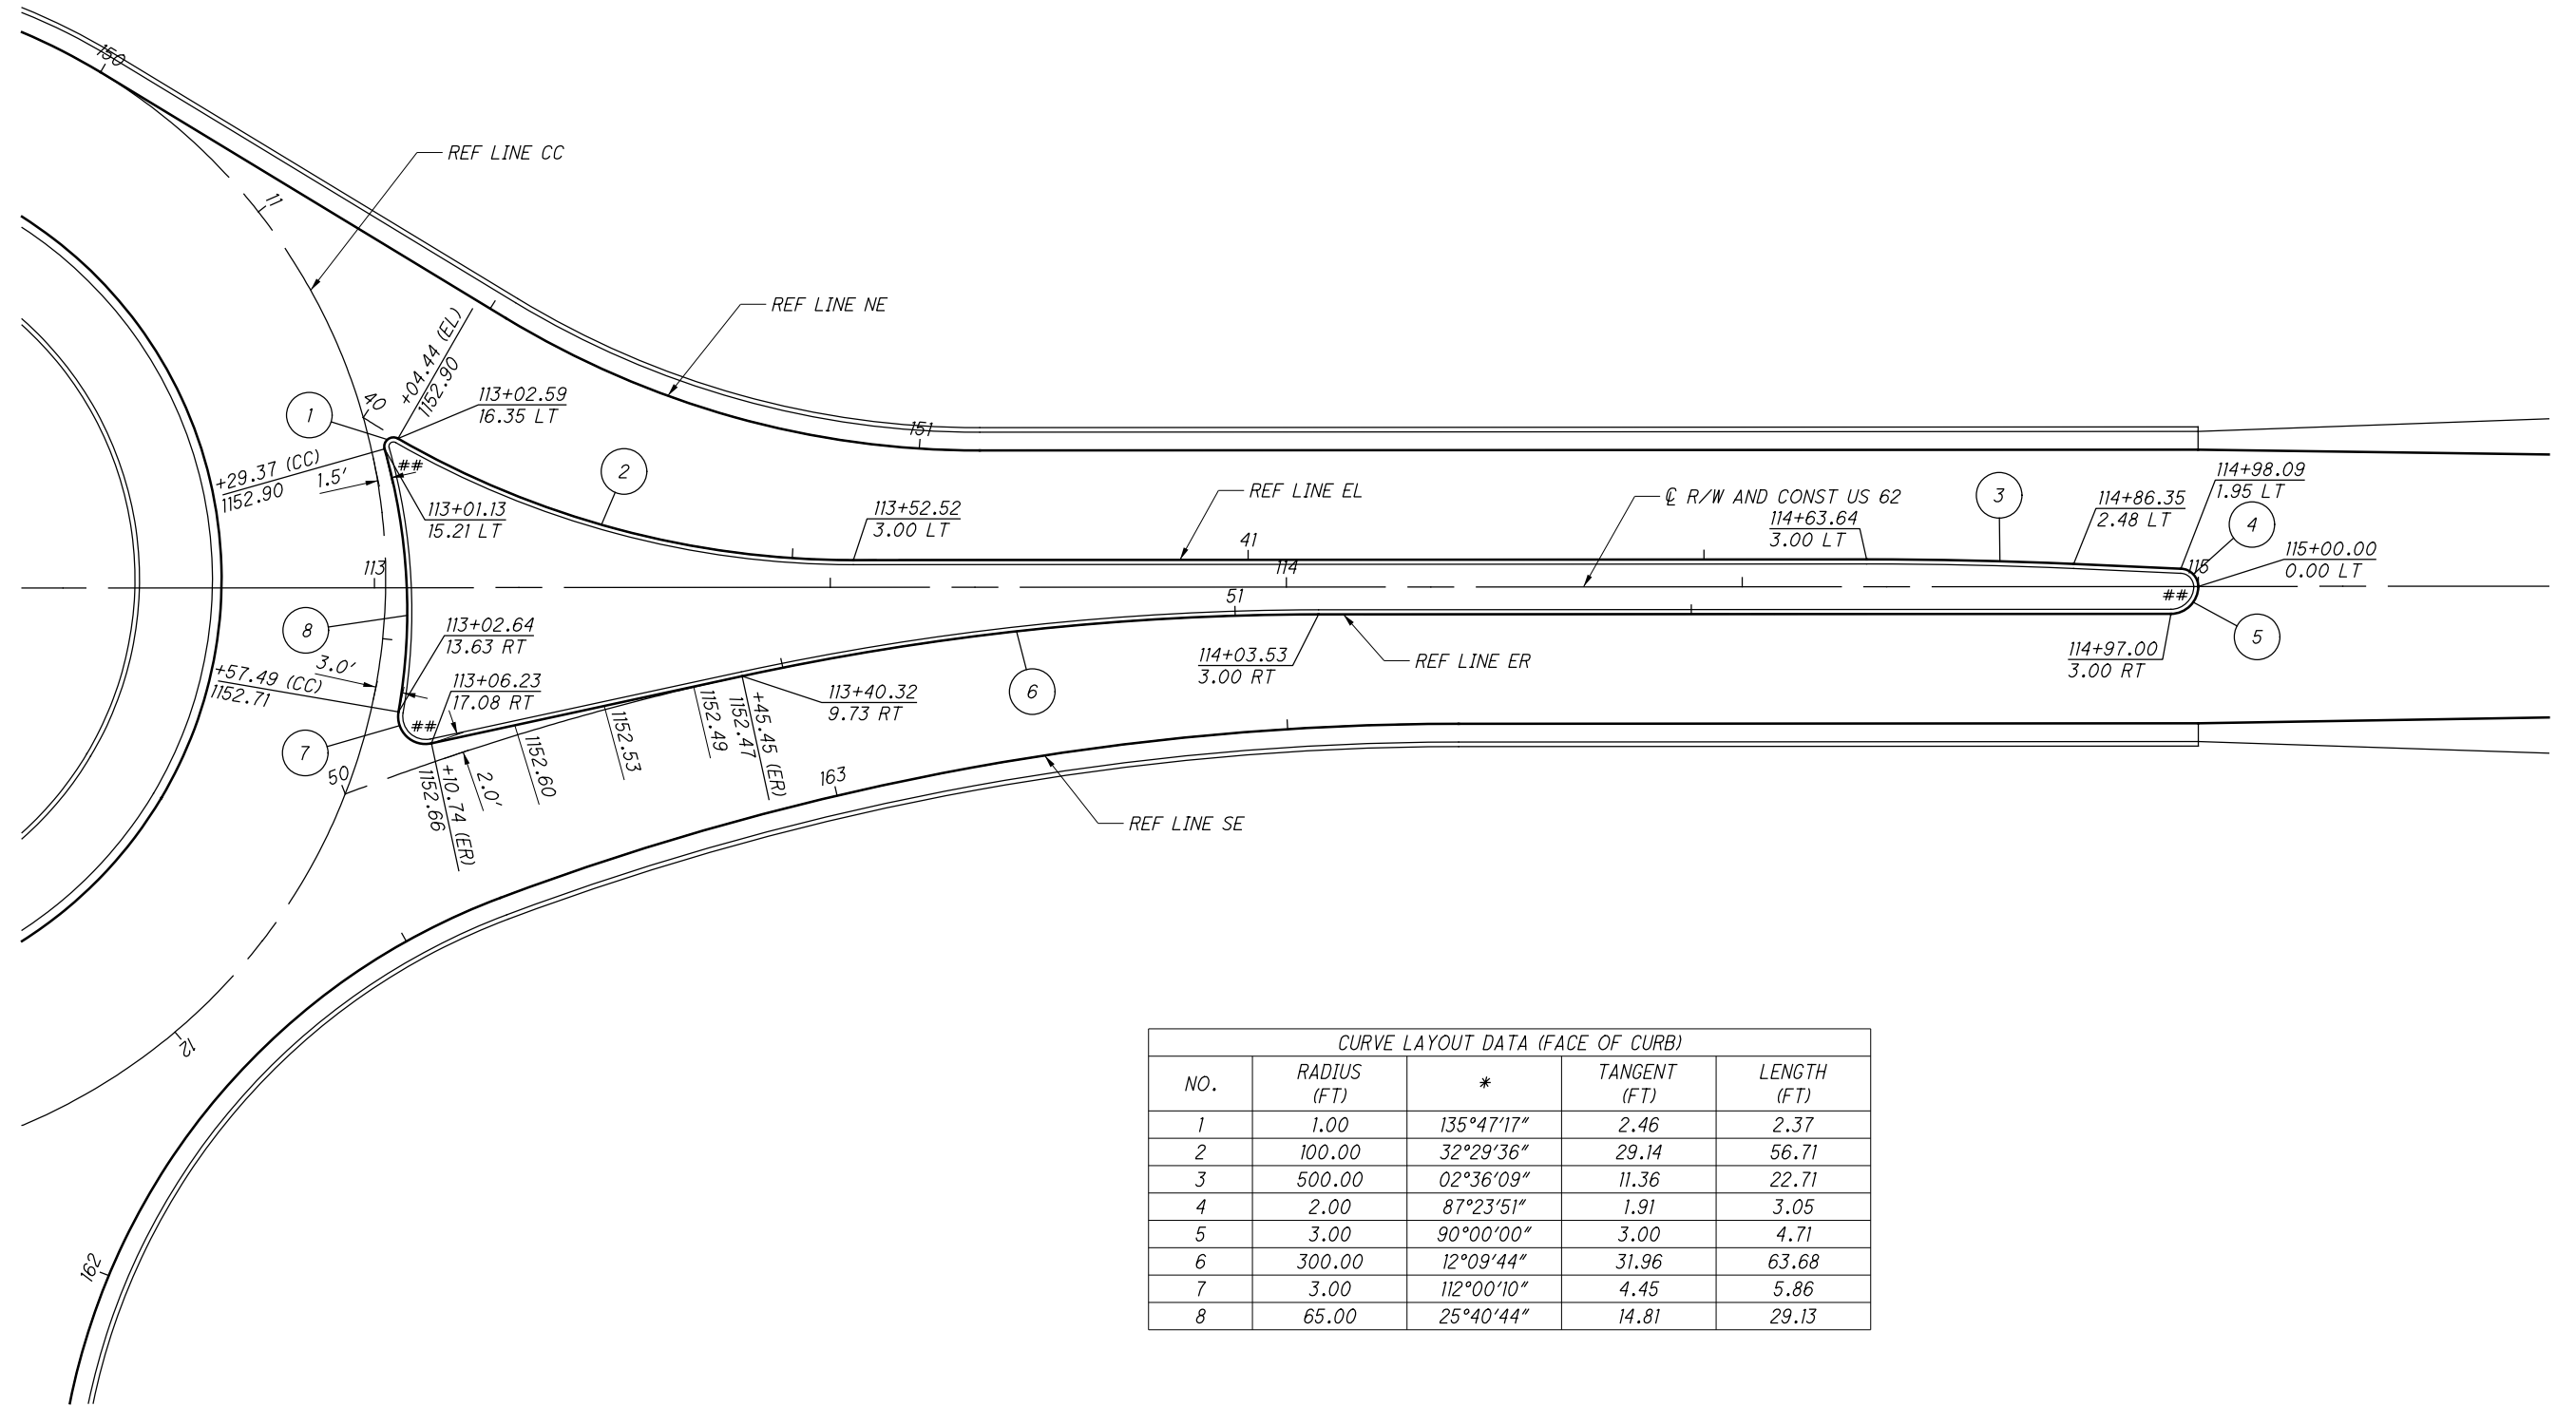 150
REF LINE CC
11
REF LINE NE
+04.44 (EL)
1152.90
113+02.59
16.35 LT
40
1
151
##
+29.37 (CC)
1152.90
1.5'
2
113+01.13
15.21 LT
113+52.52
3.00 LT
REF LINE EL
℄ R/W AND CONST US 62
114+63.64
3.00 LT
3
114+86.35
2.48 LT
114+98.09
1.95 LT
4
115+00.00
0.00 LT
41
113
114
115
##
51
8
113+02.64
13.63 RT
3.0'
+57.49 (CC)
1152.71
113+06.23
17.08 RT
##
7
50
113+40.32
9.73 RT
6
114+03.53
3.00 RT
REF LINE ER
114+97.00
3.00 RT
5
1152.49
+45.45 (ER)
1152.47
1152.53
1152.60
2.0'
+10.74 (ER)
1152.66
163
REF LINE SE
12
162
CURVE LAYOUT DATA (FACE OF CURB)
NO. RADIUS (FT) * TANGENT (FT) LENGTH (FT)
1 1.00 135°47'17" 2.46 2.37
2 100.00 32°29'36" 29.14 56.71
3 500.00 02°36'09" 11.36 22.71
4 2.00 87°23'51" 1.91 3.05
5 3.00 90°00'00" 3.00 4.71
6 300.00 12°09'44" 31.96 63.68
7 3.00 112°00'10" 4.45 5.86
8 65.00 25°40'44" 14.81 29.13